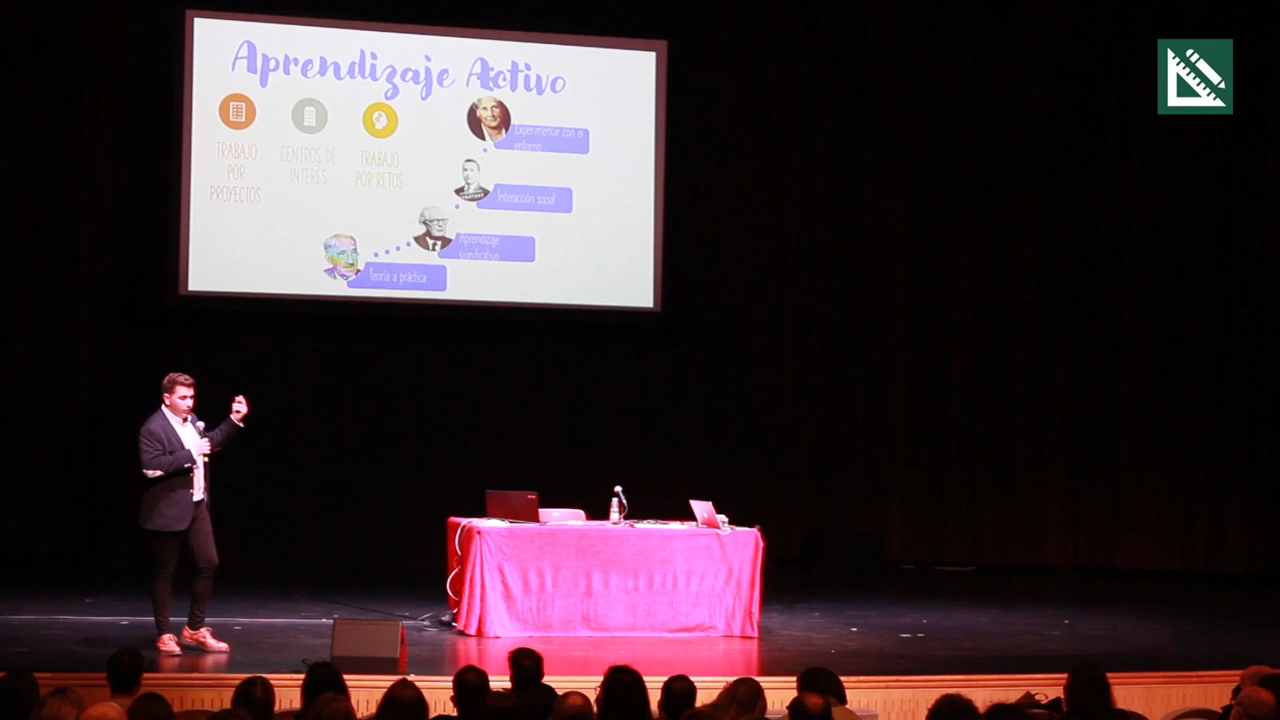 Aprendizaje Activo
TRABAJO
POR
PROYECTOS
CENTROS DE
INTERÉS
TRABAJO
POR RETOS
Experimentar con el
entorno
Interacción social
Aprendizaje
significativo
Teoría a práctica